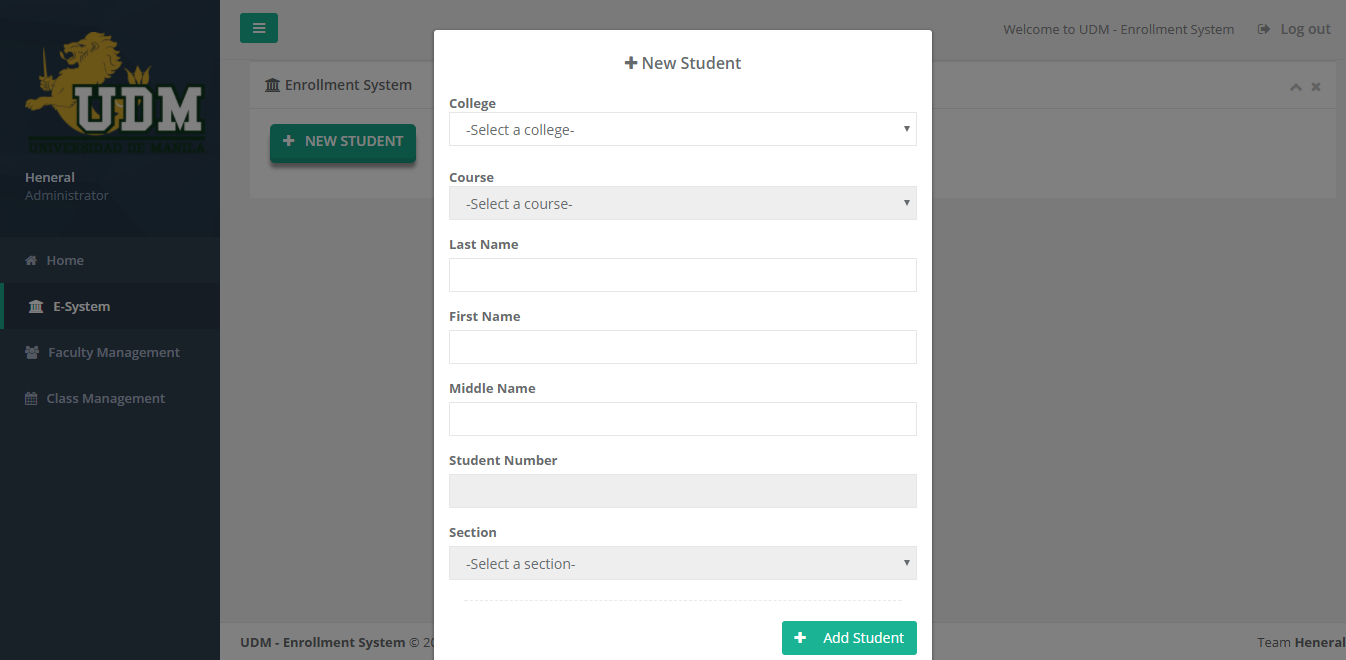 UDM
UNIVERSIDAD DE MANILA
Heneral
Administrator
Home
E-System
Faculty Management
Class Management
Welcome to UDM - Enrollment System
Log out
Enrollment System
NEW STUDENT
New Student
College
-Select a college-
Course
-Select a course-
Last Name
First Name
Middle Name
Student Number
Section
-Select a section-
Add Student
UDM - Enrollment System ©
Team Heneral